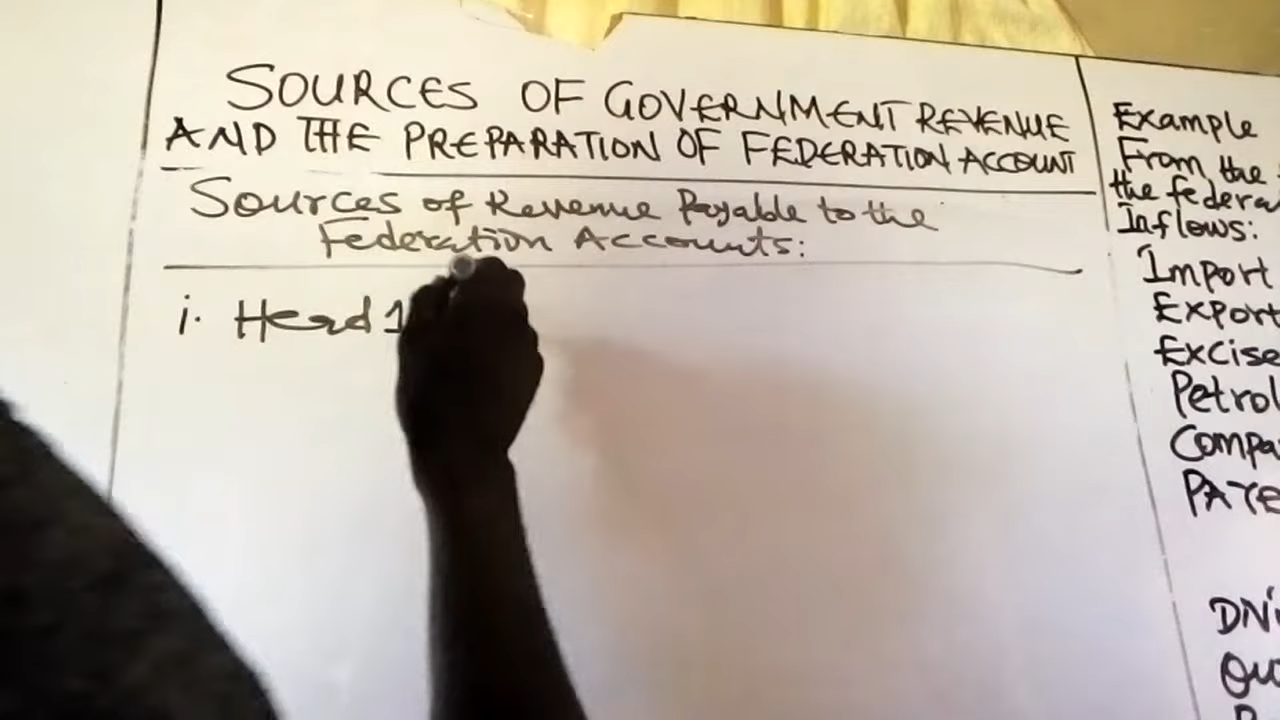 SOURCES OF GOVERNMENT REVENUE
AND THE PREPARATION OF FEDERATION ACCOUNT
Sources of Revenue Payable to the
Federation Accounts:
i. Head 1
Example
From the
the federa
Inflows:
Import
Export
Excise
Petrol
Compa
PAYE